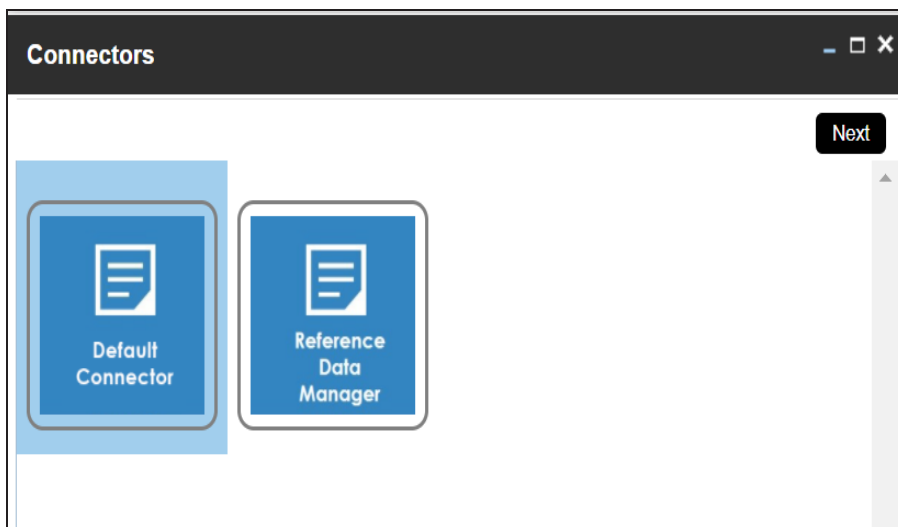 Connectors
Next
Default
Connector
Reference
Data
Manager